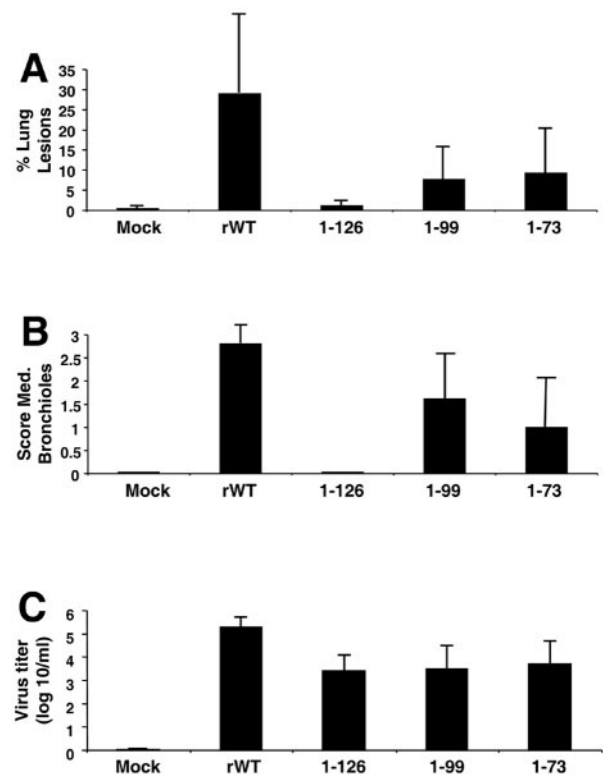 A
% Lung
Lesions
35
30
25
20
15
10
5
0
Mock rWT 1-126 1-99 1-73
B
Score Med.
Bronchioles
3
2.5
2
1.5
1
0.5
0
Mock rWT 1-126 1-99 1-73
C
Virus titer
(log 10/ml)
6
5
4
3
2
1
0
Mock rWT 1-126 1-99 1-73